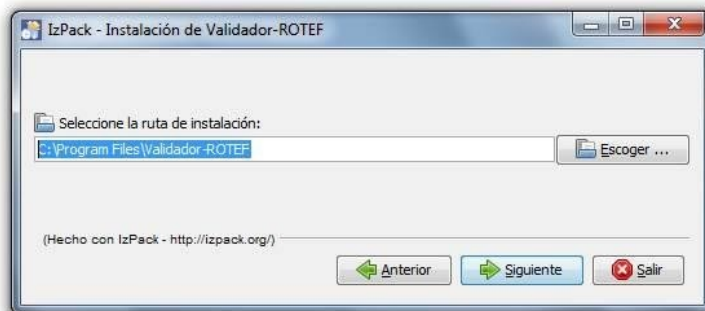 IzPack - Instalación de Validador-ROTEF
Seleccione la ruta de instalación:
C:\Program Files\Validador-ROTEF
Escoger ...
(Hecho con IzPack - http://izpack.org/)
Anterior
Siguiente
Salir